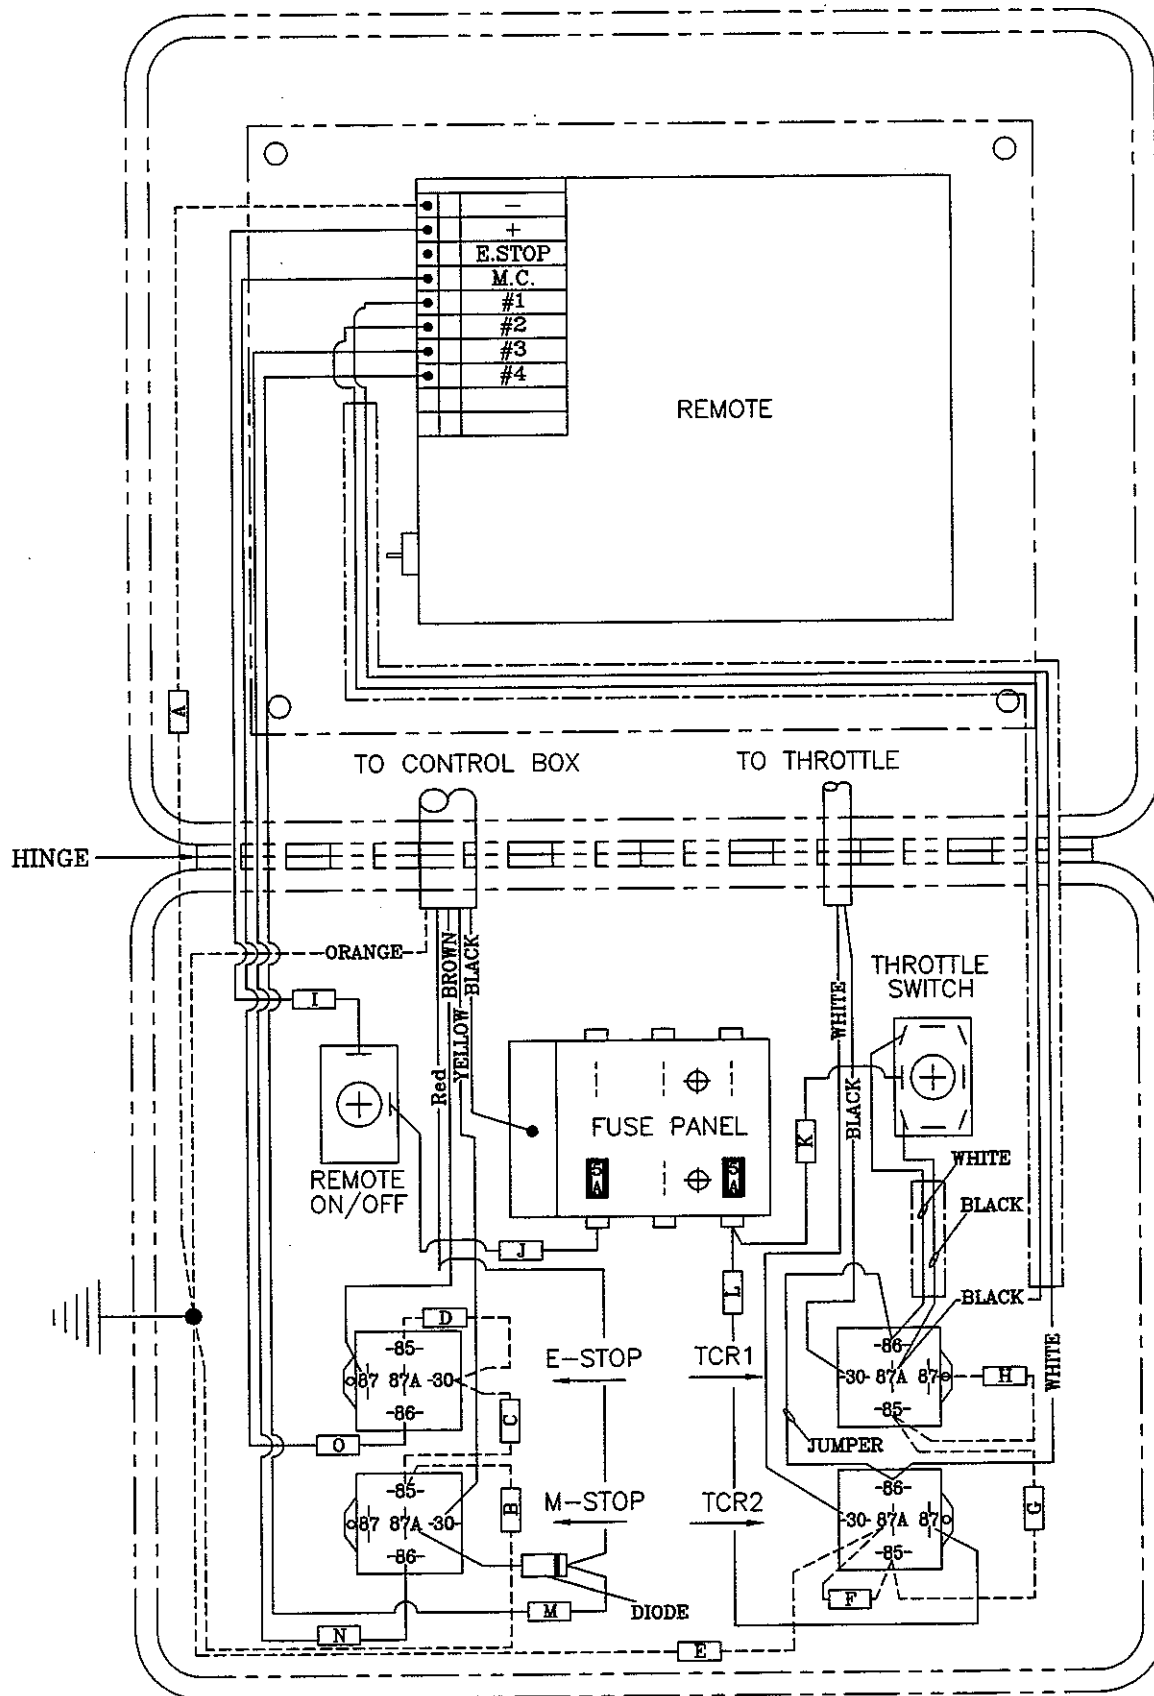 -
+
E.STOP
M.C.
#1
#2
#3
#4
REMOTE
A
TO CONTROL BOX
TO THROTTLE
HINGE
ORANGE
BROWN
BLACK
YELLOW
Red
WHITE
BLACK
THROTTLE
SWITCH
I
FUSE PANEL
5A
5A
K
REMOTE
ON/OFF
WHITE
BLACK
J
L
BLACK
D
-85-
87
87A
-30-
-86-
E-STOP
TCR1
-86-
-30-
87A
87
-85-
H
WHITE
C
O
JUMPER
-85-
87
87A
-30-
-86-
B
M-STOP
TCR2
-86-
-30-
87A
87
-85-
G
F
M
DIODE
N
E